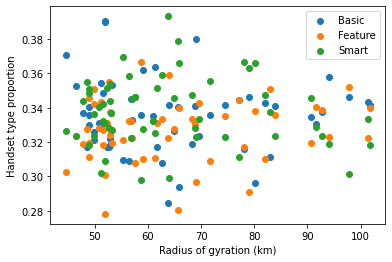 Basic
Feature
Smart
Handset type proportion
0.38
0.36
0.34
0.32
0.30
0.28
50
60
70
80
90
100
Radius of gyration (km)